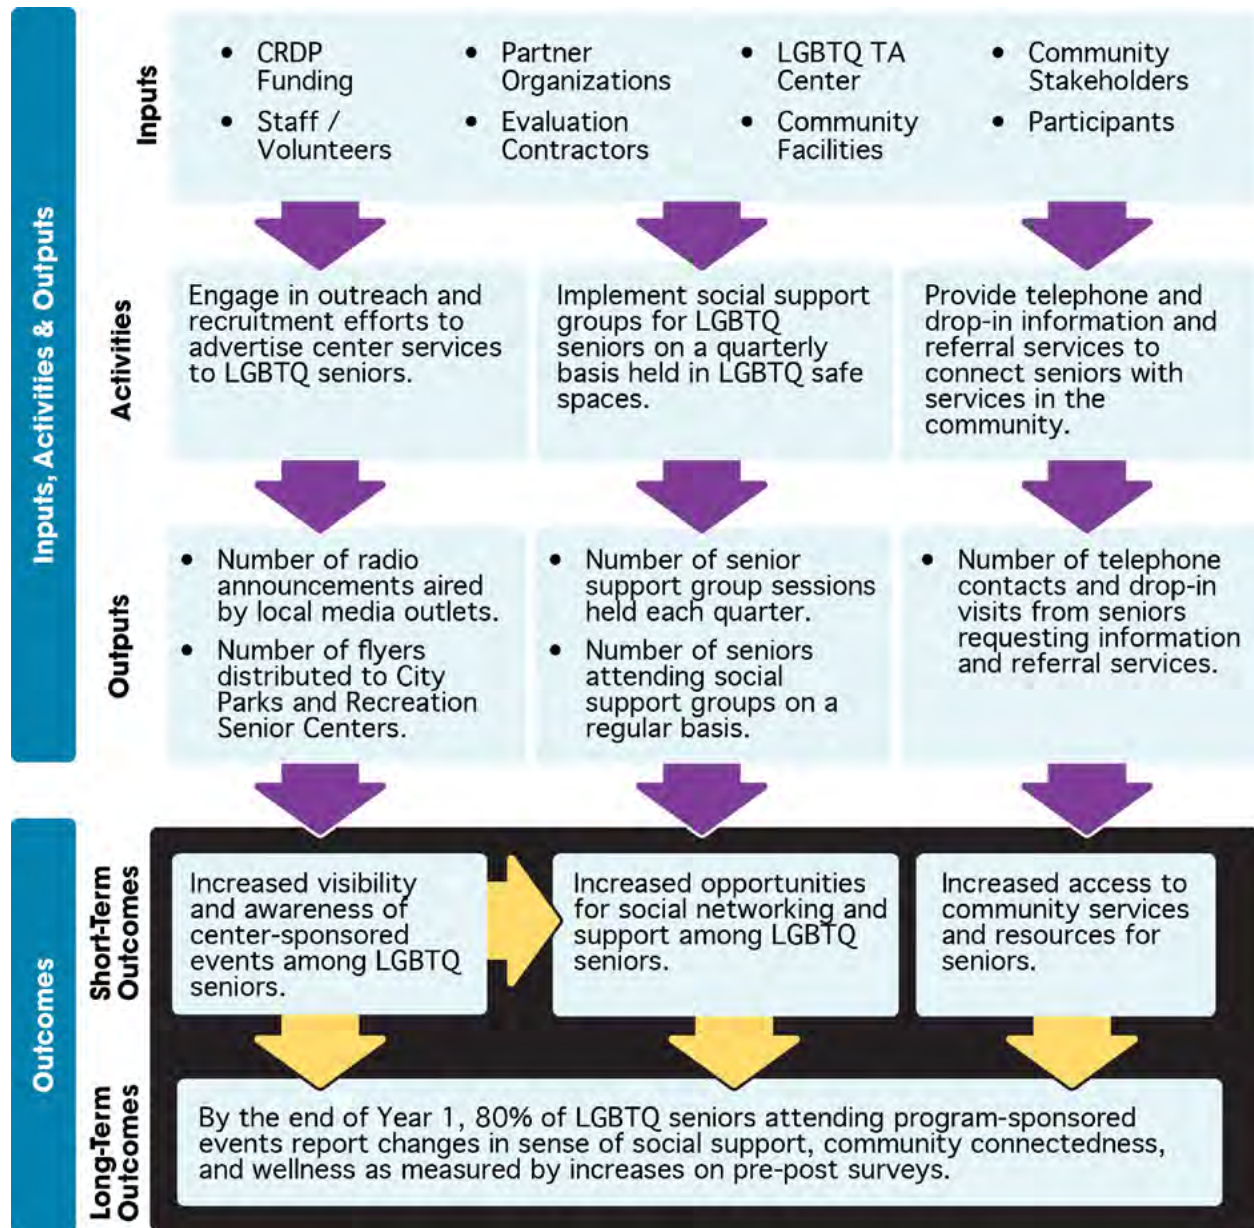 Inputs, Activities & Outputs
Inputs
• CRDP
Funding
• Staff /
Volunteers
• Partner
Organizations
• Evaluation
Contractors
• LGBTQ TA
Center
• Community
Facilities
• Community
Stakeholders
• Participants
Activities
Engage in outreach and
recruitment efforts to
advertise center services
to LGBTQ seniors.
Implement social support
groups for LGBTQ
seniors on a quarterly
basis held in LGBTQ safe
spaces.
Provide telephone and
drop-in information and
referral services to
connect seniors with
services in the
community.
Outputs
• Number of radio
announcements aired
by local media outlets.
• Number of flyers
distributed to City
Parks and Recreation
Senior Centers.
• Number of senior
support group sessions
held each quarter.
• Number of seniors
attending social
support groups on a
regular basis.
• Number of telephone
contacts and drop-in
visits from seniors
requesting information
and referral services.
Outcomes
Short-Term
Outcomes
Increased visibility
and awareness of
center-sponsored
events among LGBTQ
seniors.
Increased opportunities
for social networking and
support among LGBTQ
seniors.
Increased access to
community services
and resources for
seniors.
Long-Term
Outcomes
By the end of Year 1, 80% of LGBTQ seniors attending program-sponsored
events report changes in sense of social support, community connectedness,
and wellness as measured by increases on pre-post surveys.